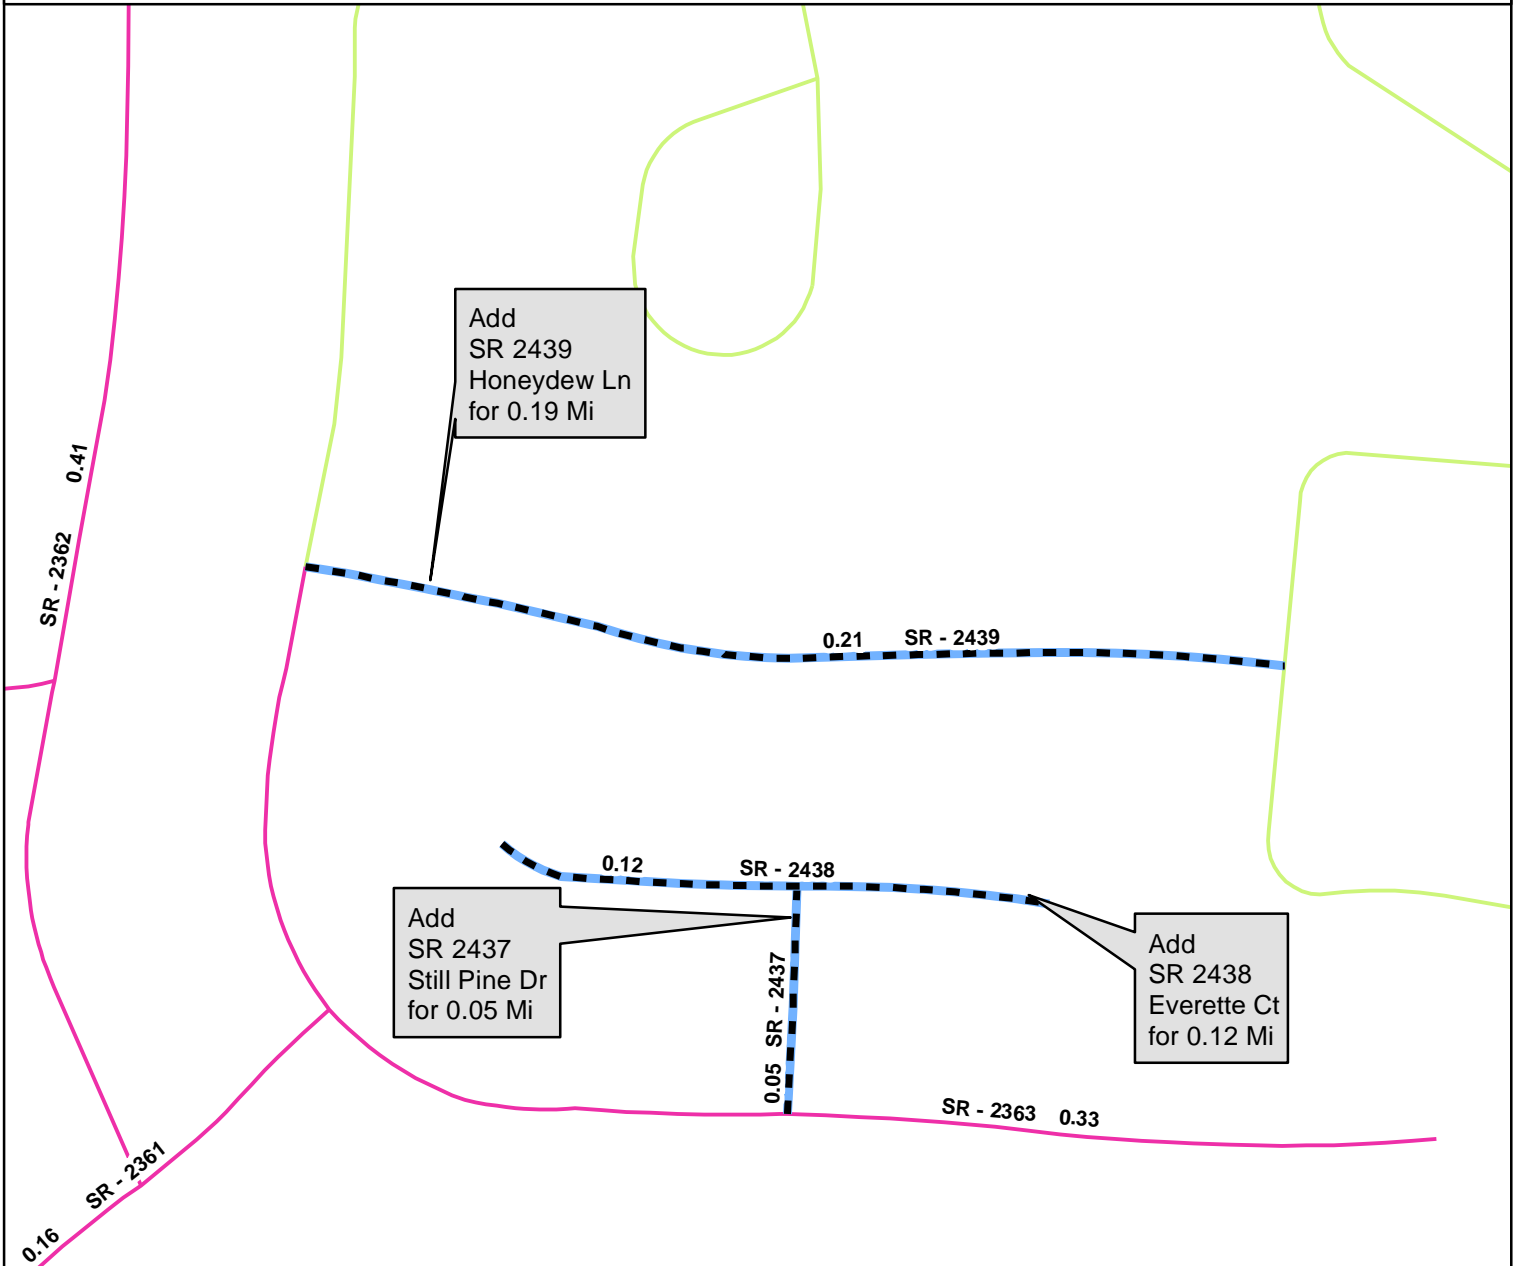 Add
SR 2439
Honeydew Ln
for 0.19 Mi
0.41
SR - 2362
0.21 SR - 2439
0.12 SR - 2438
Add
SR 2437
Still Pine Dr
for 0.05 Mi
0.05 SR - 2437
Add
SR 2438
Everette Ct
for 0.12 Mi
SR - 2363 0.33
SR - 2361
0.16